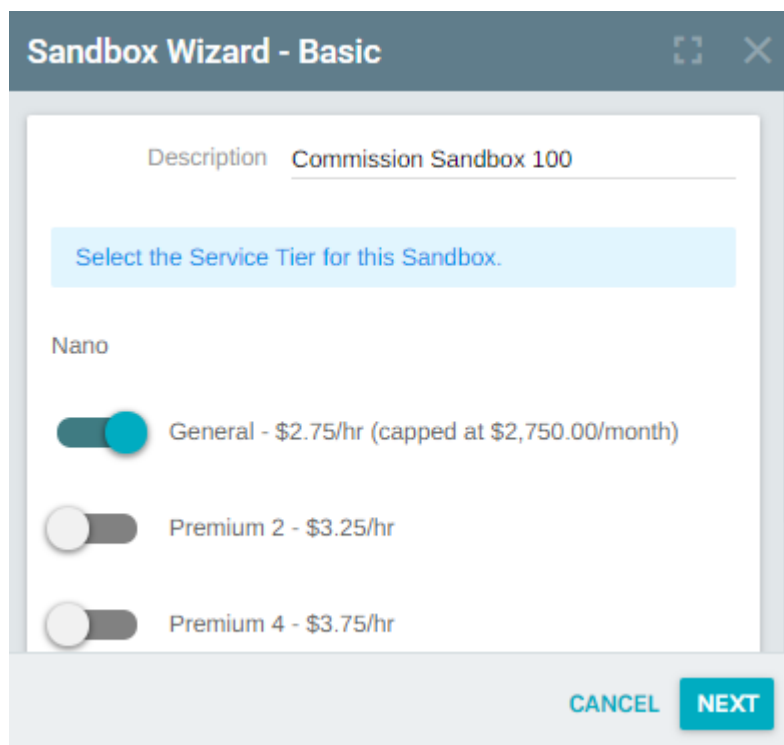 Sandbox Wizard - Basic
Description Commission Sandbox 100
Select the Service Tier for this Sandbox.
Nano
General - $2.75/hr (capped at $2,750.00/month)
Premium 2 - $3.25/hr
Premium 4 - $3.75/hr
CANCEL NEXT